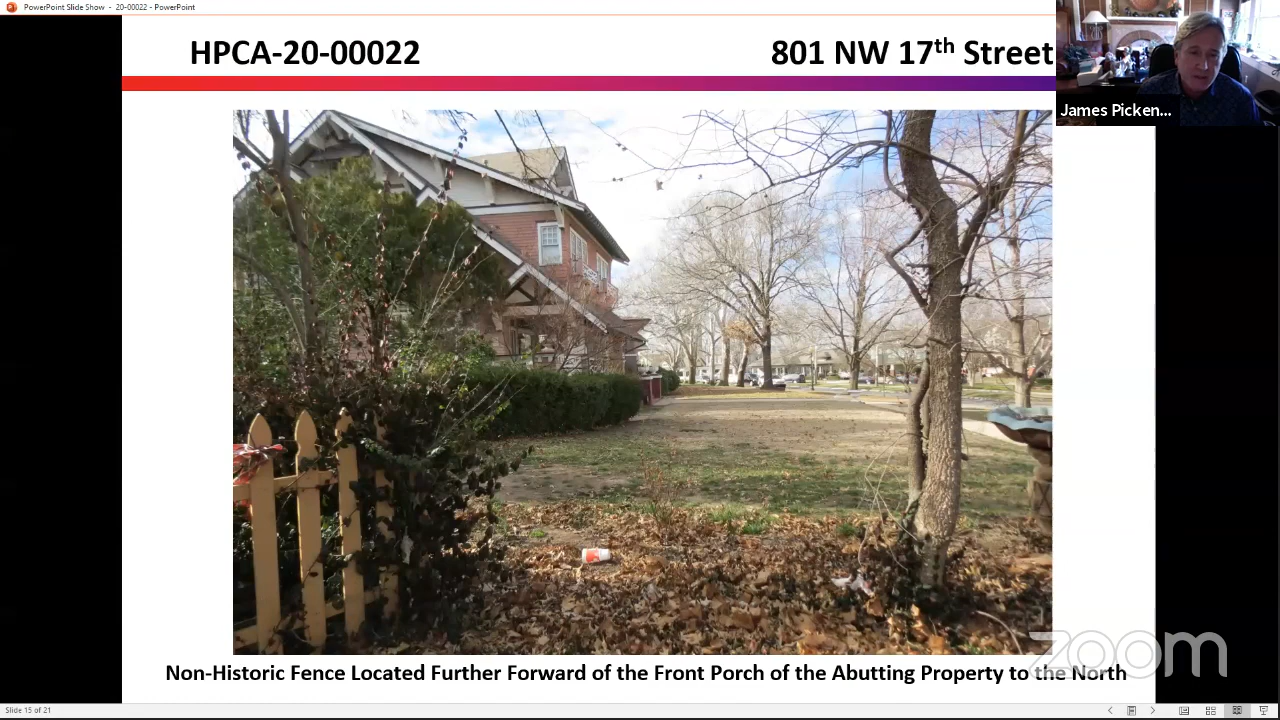 PowerPoint Slide Show - 20-00022 - PowerPoint
HPCA-20-00022
801 NW 17th Street
James Picken...
Non-Historic Fence Located Further Forward of the Front Porch of the Abutting Property to the North
zoom
Slide 15 of 21